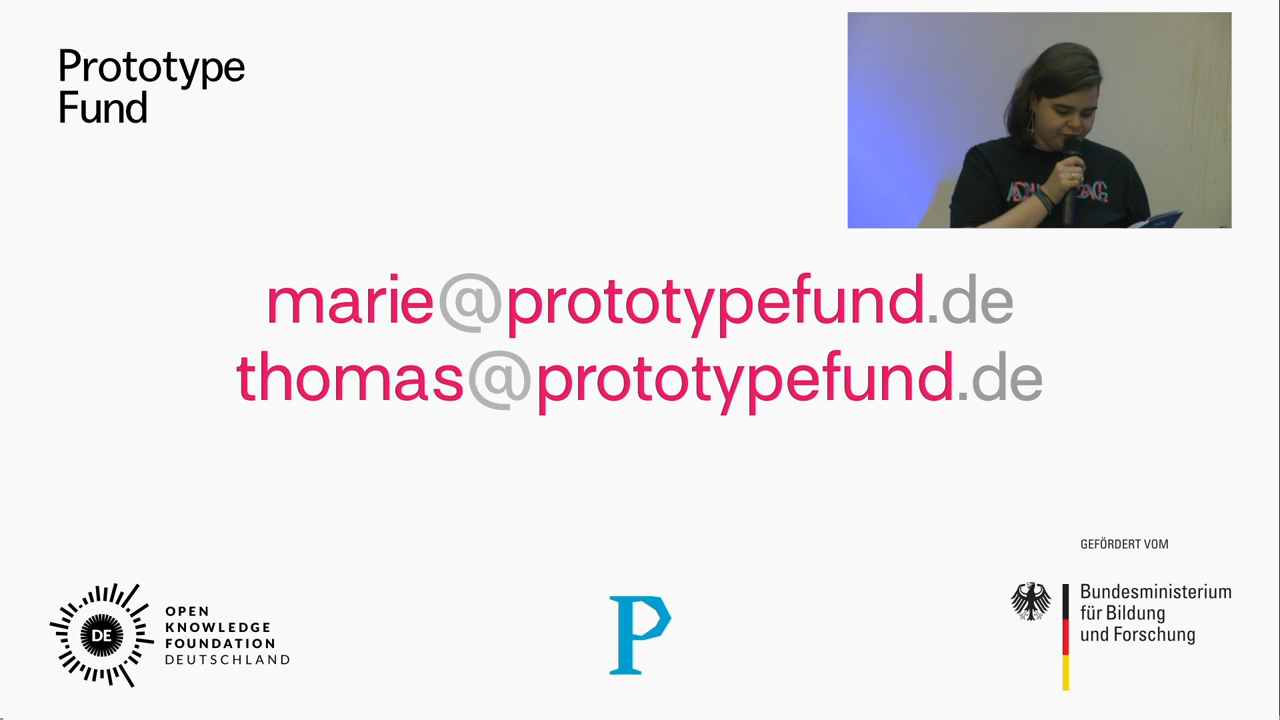 Prototype
Fund
marie@prototypefund.de
thomas@prototypefund.de
GEFÖRDERT VOM
DE
OPEN
KNOWLEDGE
FOUNDATION
DEUTSCHLAND
P
Bundesministerium
für Bildung
und Forschung